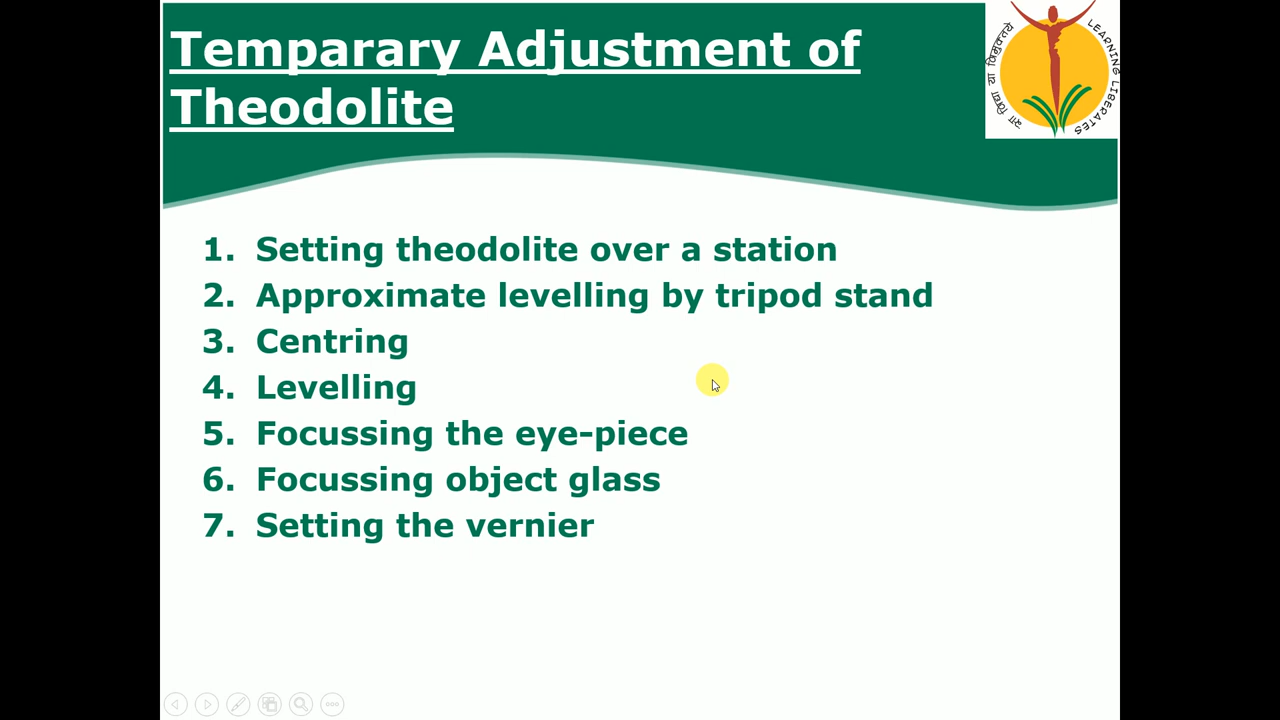 Temparary Adjustment of
Theodolite
सा विद्या या विमुक्तये
LEARNING LIBERATES
1. Setting theodolite over a station
2. Approximate levelling by tripod stand
3. Centring
4. Levelling
5. Focussing the eye-piece
6. Focussing object glass
7. Setting the vernier